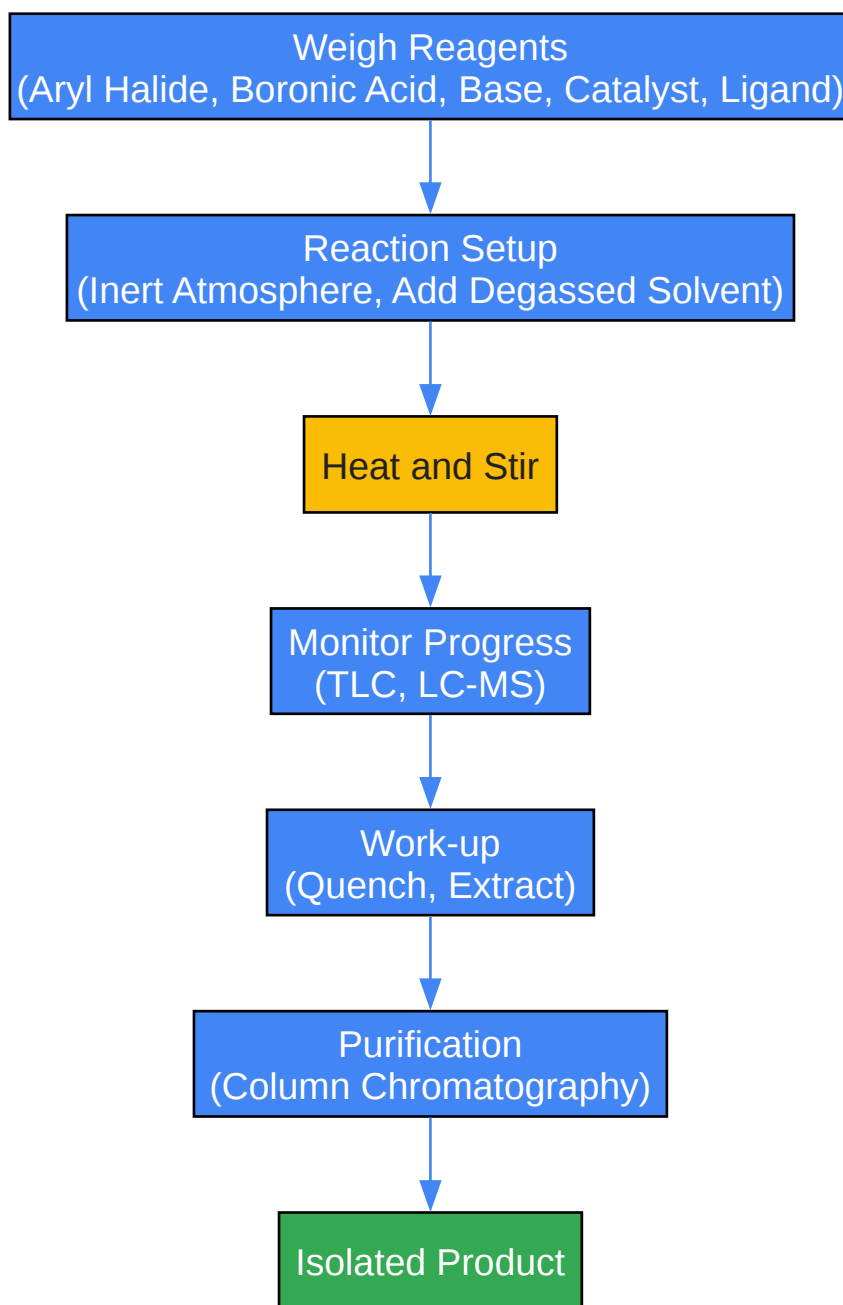 Weigh Reagents
(Aryl Halide, Boronic Acid, Base, Catalyst, Ligand)
Reaction Setup
(Inert Atmosphere, Add Degassed Solvent)
Heat and Stir
Monitor Progress
(TLC, LC-MS)
Work-up
(Quench, Extract)
Purification
(Column Chromatography)
Isolated Product